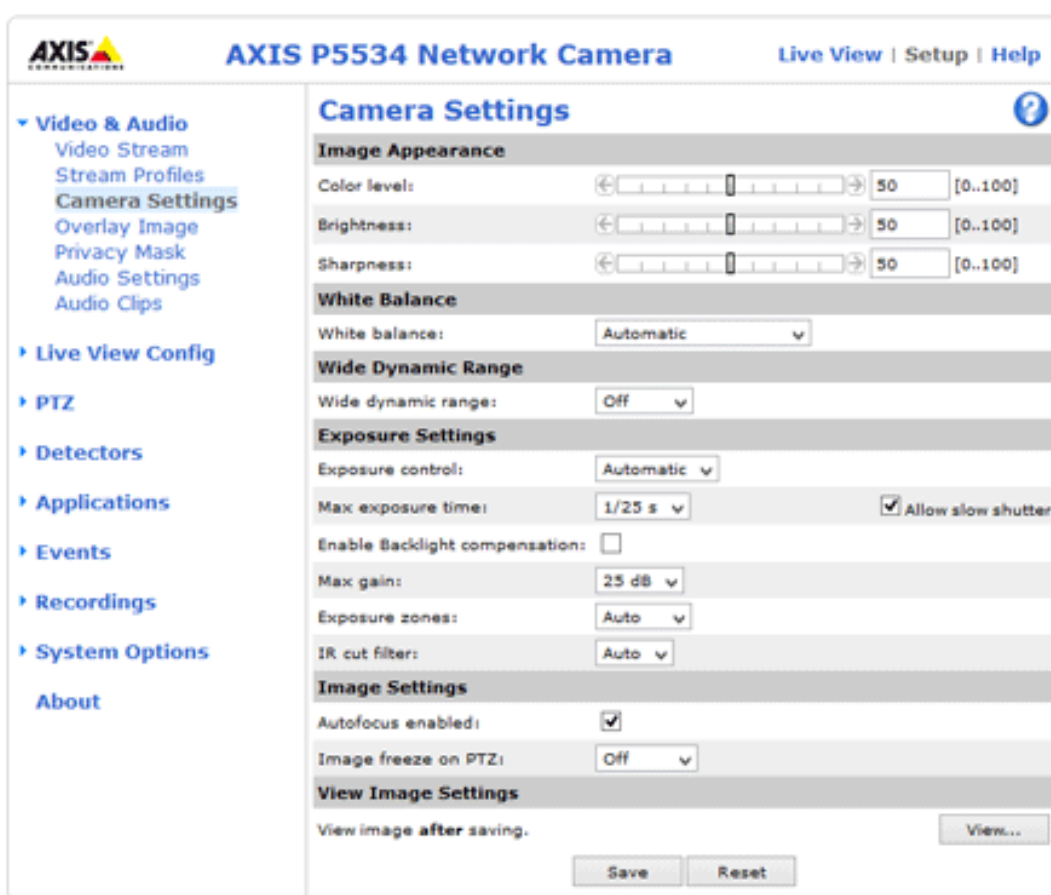 AXIS
COMMUNICATIONS
AXIS P5534 Network Camera
Live View | Setup | Help
Video & Audio
Video Stream
Stream Profiles
Camera Settings
Overlay Image
Privacy Mask
Audio Settings
Audio Clips
Live View Config
PTZ
Detectors
Applications
Events
Recordings
System Options
About
Camera Settings ?
Image Appearance
Color level: 50 [0..100]
Brightness: 50 [0..100]
Sharpness: 50 [0..100]
White Balance
White balance: Automatic
Wide Dynamic Range
Wide dynamic range: Off
Exposure Settings
Exposure control: Automatic
Max exposure time: 1/25 s Allow slow shutter
Enable Backlight compensation:
Max gain: 25 dB
Exposure zones: Auto
IR cut filter: Auto
Image Settings
Autofocus enabled:
Image freeze on PTZ: Off
View Image Settings
View image after saving. View...
Save Reset